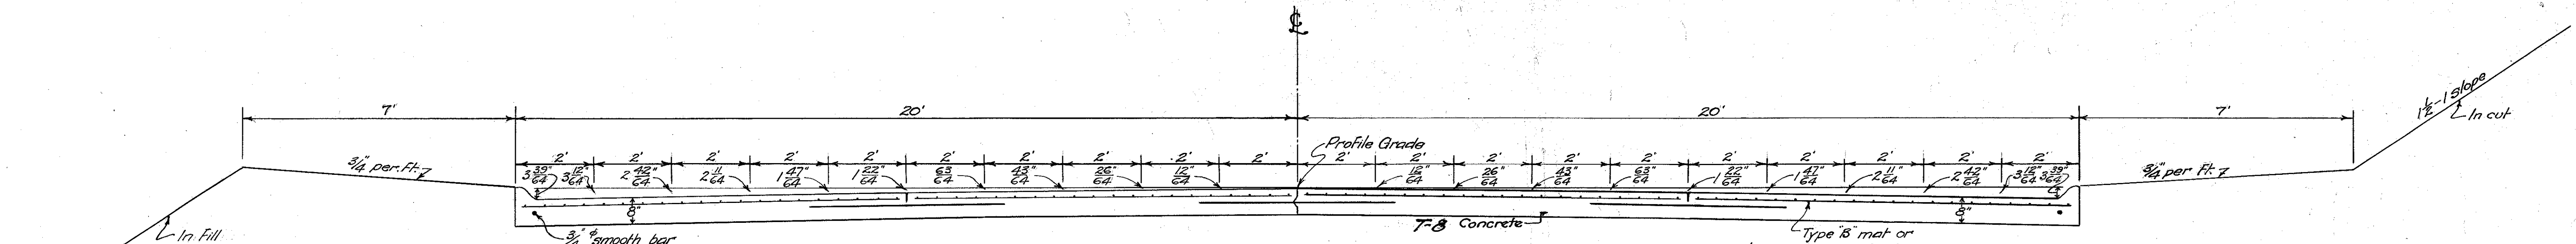 ℄
7' 20' 20' 7'
1½-1 slope
In cut
Profile Grade
2' 2' 2' 2' 2' 2' 2' 2' 2' 2' 2' 2' 2' 2' 2' 2' 2' 2' 2' 2'
3/4" per Ft.
3 39/64" 3 12/64" 2 42/64" 2 11/64" 1 47/64" 1 22/64" 63/64" 43/64" 26/64" 12/64"
12/64" 26/64" 43/64" 63/64" 1 22/64" 1 47/64" 2 11/64" 2 42/64" 3 12/64" 3 39/64"
3/4" per Ft.
8" 8"
In Fill
3/4" ϕ smooth bar
T-8 Concrete
Type "B" mat or